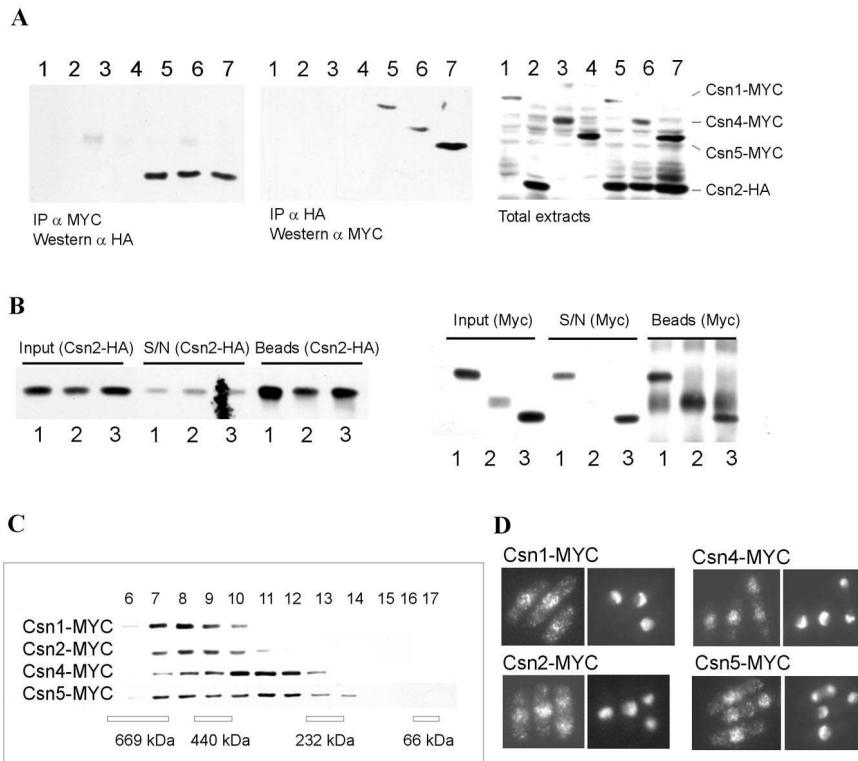 A
1 2 3 4 5 6 7
1 2 3 4 5 6 7
1 2 3 4 5 6 7
Csn1-MYC
Csn4-MYC
Csn5-MYC
Csn2-HA
IP α MYC
Western α HA
IP α HA
Western α MYC
Total extracts
B
Input (Csn2-HA) S/N (Csn2-HA) Beads (Csn2-HA)
1 2 3 1 2 3 1 2 3
Input (Myc) S/N (Myc) Beads (Myc)
1 2 3 1 2 3 1 2 3
C
6 7 8 9 10 11 12 13 14 15 16 17
Csn1-MYC
Csn2-MYC
Csn4-MYC
Csn5-MYC
669 kDa 440 kDa 232 kDa 66 kDa
D
Csn1-MYC Csn4-MYC
Csn2-MYC Csn5-MYC